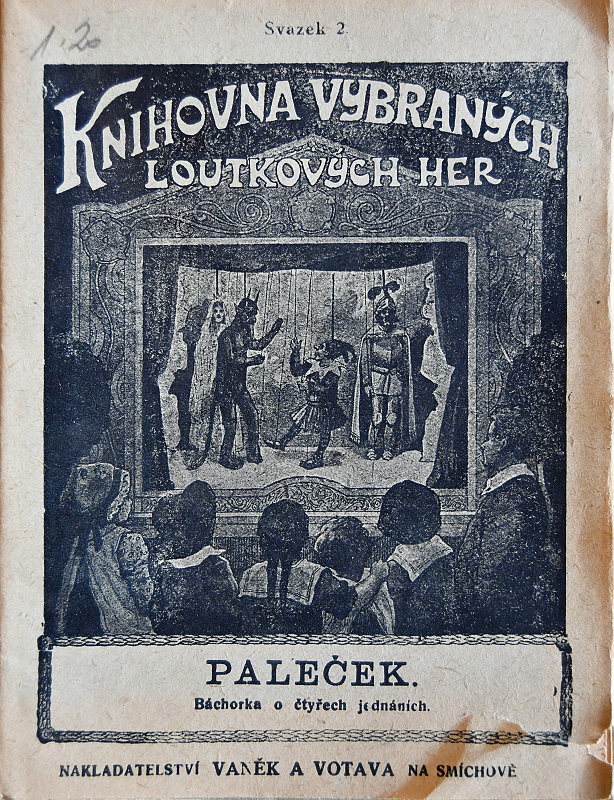 Svazek 2
1.20
KNIHOVNA VYBRANÝCH
LOUTKOVÝCH HER
PALEČEK.
Báchorka o čtyřech jednáních.
NAKLADATELSTVÍ VANĚK A VOTAVA NA SMÍCHOVĚ